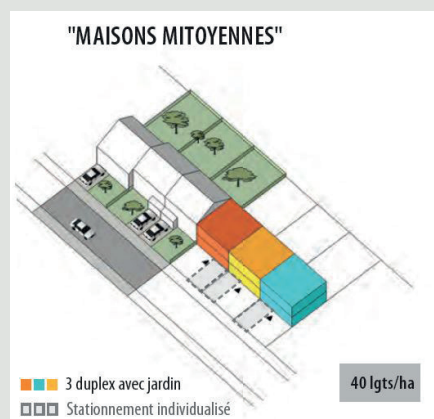 "MAISONS MITOYENNES"
3 duplex avec jardin
40 lgts/ha
Stationnement individualisé